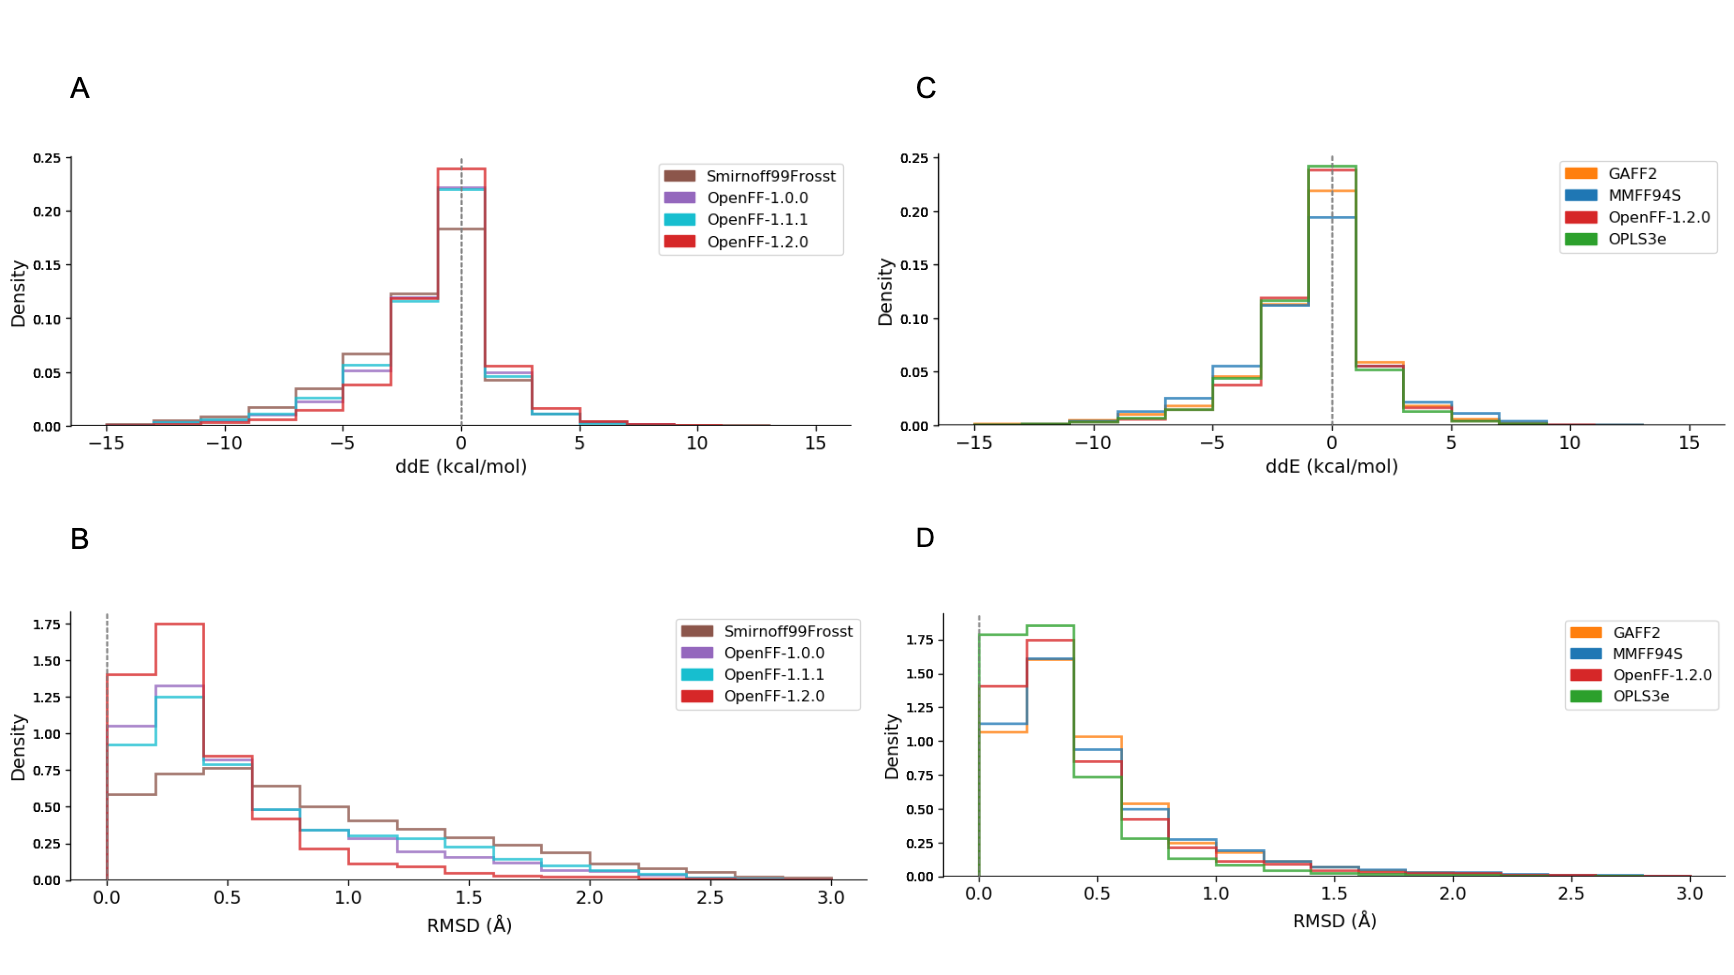 A
0.25
0.20
0.15
0.10
0.05
0.00
Density
−15 −10 −5 0 5 10 15
ddE (kcal/mol)
Smirnoff99Frosst
OpenFF-1.0.0
OpenFF-1.1.1
OpenFF-1.2.0
C
0.25
0.20
0.15
0.10
0.05
0.00
Density
−15 −10 −5 0 5 10 15
ddE (kcal/mol)
GAFF2
MMFF94S
OpenFF-1.2.0
OPLS3e
B
1.75
1.50
1.25
1.00
0.75
0.50
0.25
0.00
Density
0.0 0.5 1.0 1.5 2.0 2.5 3.0
RMSD (Å)
Smirnoff99Frosst
OpenFF-1.0.0
OpenFF-1.1.1
OpenFF-1.2.0
D
1.75
1.50
1.25
1.00
0.75
0.50
0.25
0.00
Density
0.0 0.5 1.0 1.5 2.0 2.5 3.0
RMSD (Å)
GAFF2
MMFF94S
OpenFF-1.2.0
OPLS3e